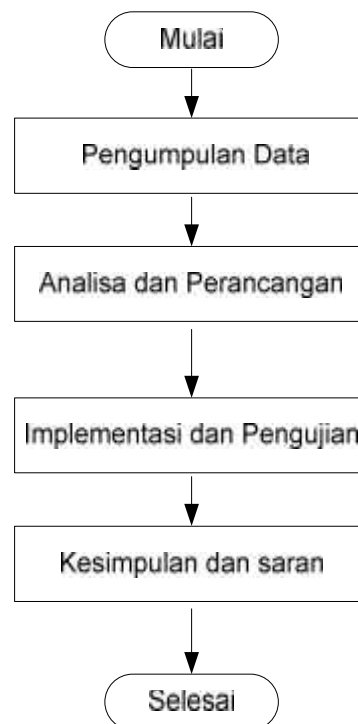 Mulai
Pengumpulan Data
Analisa dan Perancangan
Implementasi dan Pengujian
Kesimpulan dan saran
Selesai